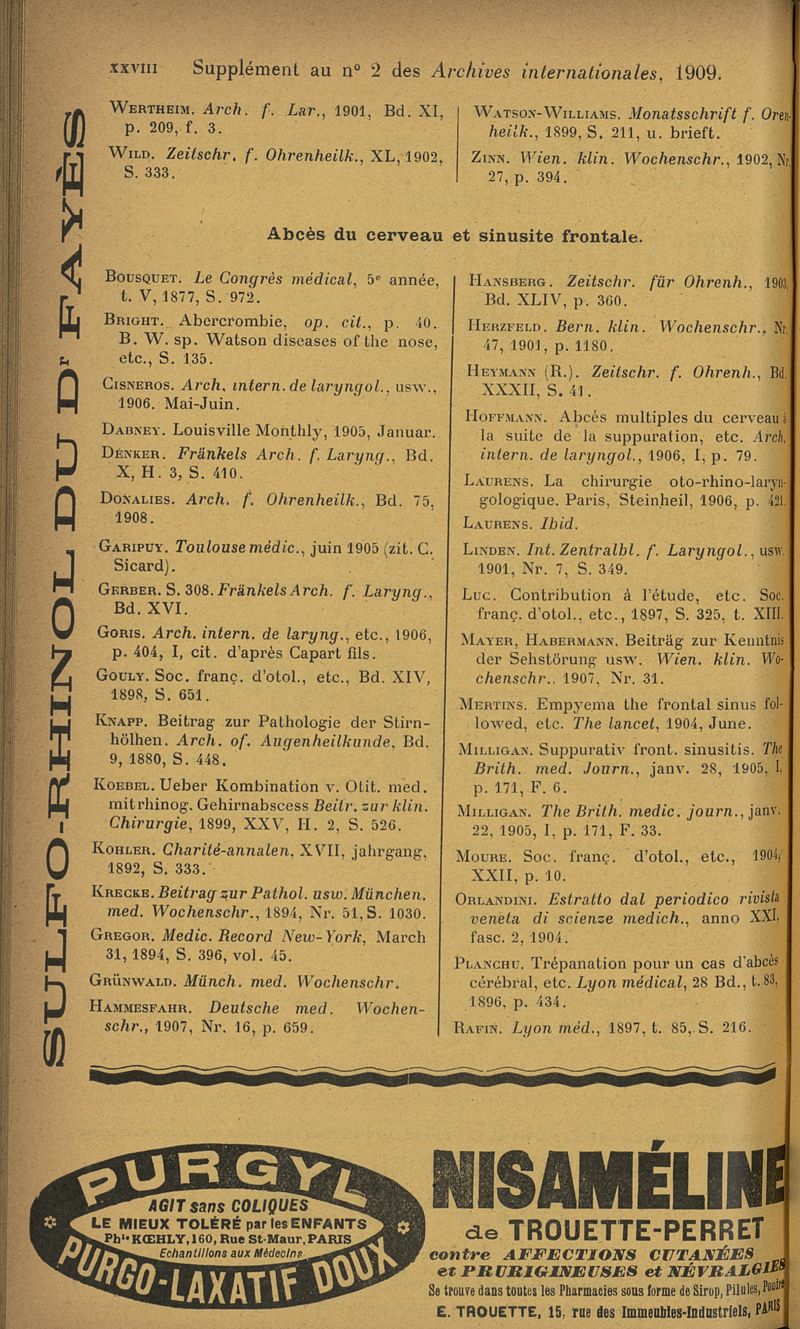 XXVIII Supplément au n° 2 des Archives internationales, 1909.
WERTHEIM. Arch. f. Lar., 1901, Bd. XI,
p. 209, f. 3.
WILD. Zeitschr. f. Ohrenheilk., XL, 1902,
S. 333.
WATSON-WILLIAMS. Monatsschrift f. Oren-
heilk., 1899, S. 211, u. brieft.
ZINN. Wien. klin. Wochenschr., 1902, Nr.
27, p. 394.
Abcès du cerveau et sinusite frontale.
BOUSQUET. Le Congrès médical, 5e année,
t. V, 1877, S. 972.
BRIGHT. Abercrombie, op. cit., p. 40.
B. W. sp. Watson diseases of the nose,
etc., S. 135.
CISNEROS. Arch. intern. de laryngol., usw.,
1906. Mai-Juin.
DABNEY. Louisville Monthly, 1905, Januar.
DENKER. Fränkels Arch. f. Laryng., Bd.
X, H. 3, S. 410.
DONALIES. Arch. f. Ohrenheilk., Bd. 75,
1908.
GARIPUY. Toulouse médic., juin 1905 (zit. C.
Sicard).
GERBER. S. 308. Fränkels Arch. f. Laryng.,
Bd. XVI.
GORIS. Arch. intern. de laryng., etc., 1906,
p. 404, I, cit. d'après Capart fils.
GOULY. Soc. franç. d'otol., etc., Bd. XIV,
1898, S. 651.
KNAPP. Beitrag zur Pathologie der Stirn-
hölhen. Arch. of. Augenheilkunde, Bd.
9, 1880, S. 448.
KOEBEL. Ueber Kombination v. Otit. med.
mit rhinog. Gehirnabscess Beitr. zur klin.
Chirurgie, 1899, XXV, H. 2, S. 526.
KOHLER. Charité-annalen, XVII, jahrgang,
1892, S. 333.
KRECKE. Beitrag zur Pathol. usw. München.
med. Wochenschr., 1894, Nr. 51, S. 1030.
GREGOR. Medic. Record New-York, March
31, 1894, S. 396, vol. 45.
GRÜNWALD. Münch. med. Wochenschr.
HAMMESFAHR. Deutsche med. Wochen-
schr., 1907, Nr. 16, p. 659.
HANSBERG. Zeitschr. für Ohrenh., 1903,
Bd. XLIV, p. 360.
HERZFELD. Bern. klin. Wochenschr., Nr.
47, 1901, p. 1180.
HEYMANN (R.). Zeitschr. f. Ohrenh., Bd.
XXXII, S. 41.
HOFFMANN. Abcès multiples du cerveau à
la suite de la suppuration, etc. Arch.
intern. de laryngol., 1906, I, p. 79.
LAURENS. La chirurgie oto-rhino-laryn-
gologique. Paris, Steinheil, 1906, p. 421.
LAURENS. Ibid.
LINDEN. Int. Zentralbl. f. Laryngol., usw.
1901, Nr. 7, S. 349.
LUC. Contribution à l'étude, etc. Soc.
franç. d'otol., etc., 1897, S. 325, t. XIII.
MAYER, HABERMANN. Beiträg zur Kenntnis
der Sehstörung usw. Wien. klin. Wo-
chenschr., 1907, Nr. 31.
MERTINS. Empyema the frontal sinus fol-
lowed, etc. The lancet, 1904, June.
MILLIGAN. Suppurativ front. sinusitis. The
Brith. med. Journ., janv. 28, 1905, I,
p. 171, F. 6.
MILLIGAN. The Brith. medic. journ., janv.
22, 1905, I, p. 171, F. 33.
MOURE. Soc. franç. d'otol., etc., 1904,
XXII, p. 10.
ORLANDINI. Estratto dal periodico rivista
veneta di scienze medich., anno XXI,
fasc. 2, 1904.
PLANCHU. Trépanation pour un cas d'abcès
cérébral, etc. Lyon médical, 28 Bd., t. 83,
1896, p. 434.
RAFIN. Lyon méd., 1897, t. 85, S. 216.
SULFO-RHINOL DU Dr FAYÈS
PURGYL
AGIT sans COLIQUES
LE MIEUX TOLÉRÉ par les ENFANTS
Phie KŒHLY, 160, Rue St-Maur, PARIS
Echantillons aux Médecins
PURGO-LAXATIF DOUX
NISAMÉLINE
de TROUETTE-PERRET
contre AFFECTIONS CUTANÉES
et PRURIGINEUSES et NÉVRALGIES
Se trouve dans toutes les Pharmacies sous forme de Sirop, Pilules, Poudre
E. TROUETTE, 15, rue des Immeubles-Industriels, PARIS